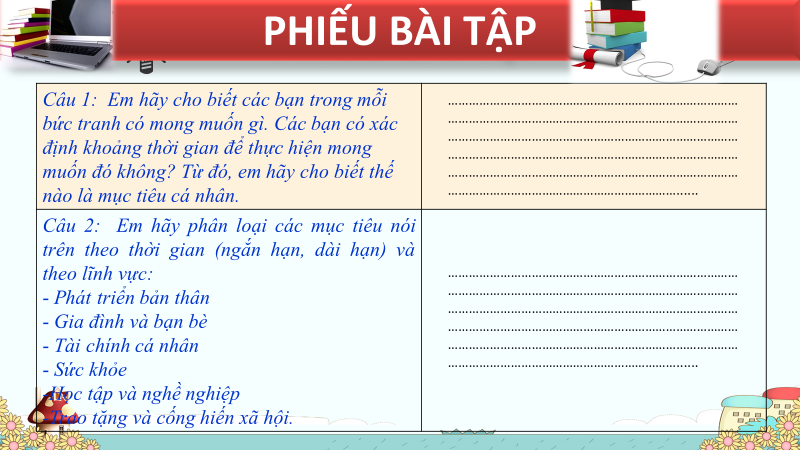 PHIẾU BÀI TẬP
Câu 1:  Em hãy cho biết các bạn trong mỗi
bức tranh có mong muốn gì. Các bạn có xác
định khoảng thời gian để thực hiện mong
muốn đó không? Từ đó, em hãy cho biết thế
nào là mục tiêu cá nhân.
Câu 2:  Em hãy phân loại các mục tiêu nói
trên theo thời gian (ngắn hạn, dài hạn) và
theo lĩnh vực:
- Phát triển bản thân
- Gia đình và bạn bè
- Tài chính cá nhân
- Sức khỏe
-Học tập và nghề nghiệp
-Trao tặng và cống hiến xã hội.